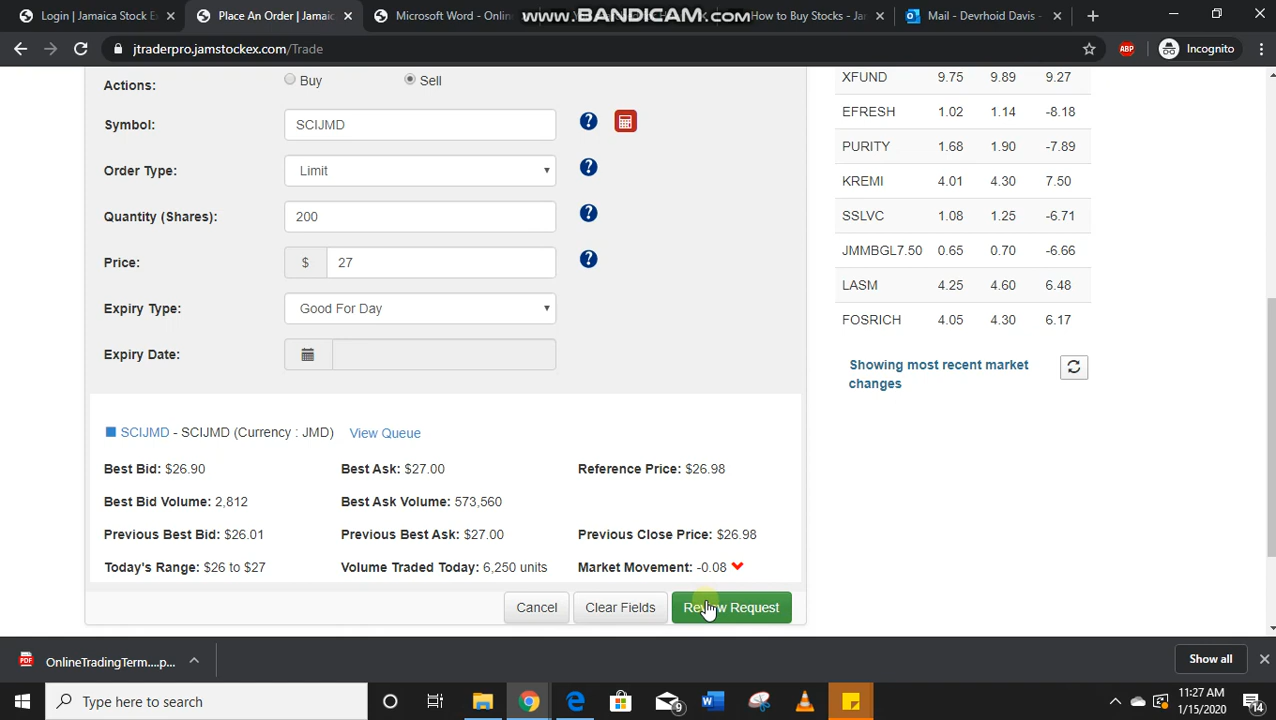 www.BANDICAM.com
Login | Jamaica Stock E
Place An Order | Jamaic
Microsoft Word - Onlin
How to Buy Stocks - Ja
Mail - Devrhoid Davis -
jtraderpro.jamstockex.com/Trade
ABP
Incognito
Actions: Buy Sell
Symbol: SCIJMD
Order Type: Limit
Quantity (Shares): 200
Price: $ 27
Expiry Type: Good For Day
Expiry Date:
SCIJMD - SCIJMD (Currency : JMD) View Queue
Best Bid: $26.90 Best Ask: $27.00 Reference Price: $26.98
Best Bid Volume: 2,812 Best Ask Volume: 573,560
Previous Best Bid: $26.01 Previous Best Ask: $27.00 Previous Close Price: $26.98
Today's Range: $26 to $27 Volume Traded Today: 6,250 units Market Movement: -0.08
Cancel Clear Fields Review Request
XFUND 9.75 9.89 9.27
EFRESH 1.02 1.14 -8.18
PURITY 1.68 1.90 -7.89
KREMI 4.01 4.30 7.50
SSLVC 1.08 1.25 -6.71
JMMBGL7.50 0.65 0.70 -6.66
LASM 4.25 4.60 6.48
FOSRICH 4.05 4.30 6.17
Showing most recent market
changes
OnlineTradingTerm....p...
Show all
Type here to search
9
11:27 AM
1/15/2020
14